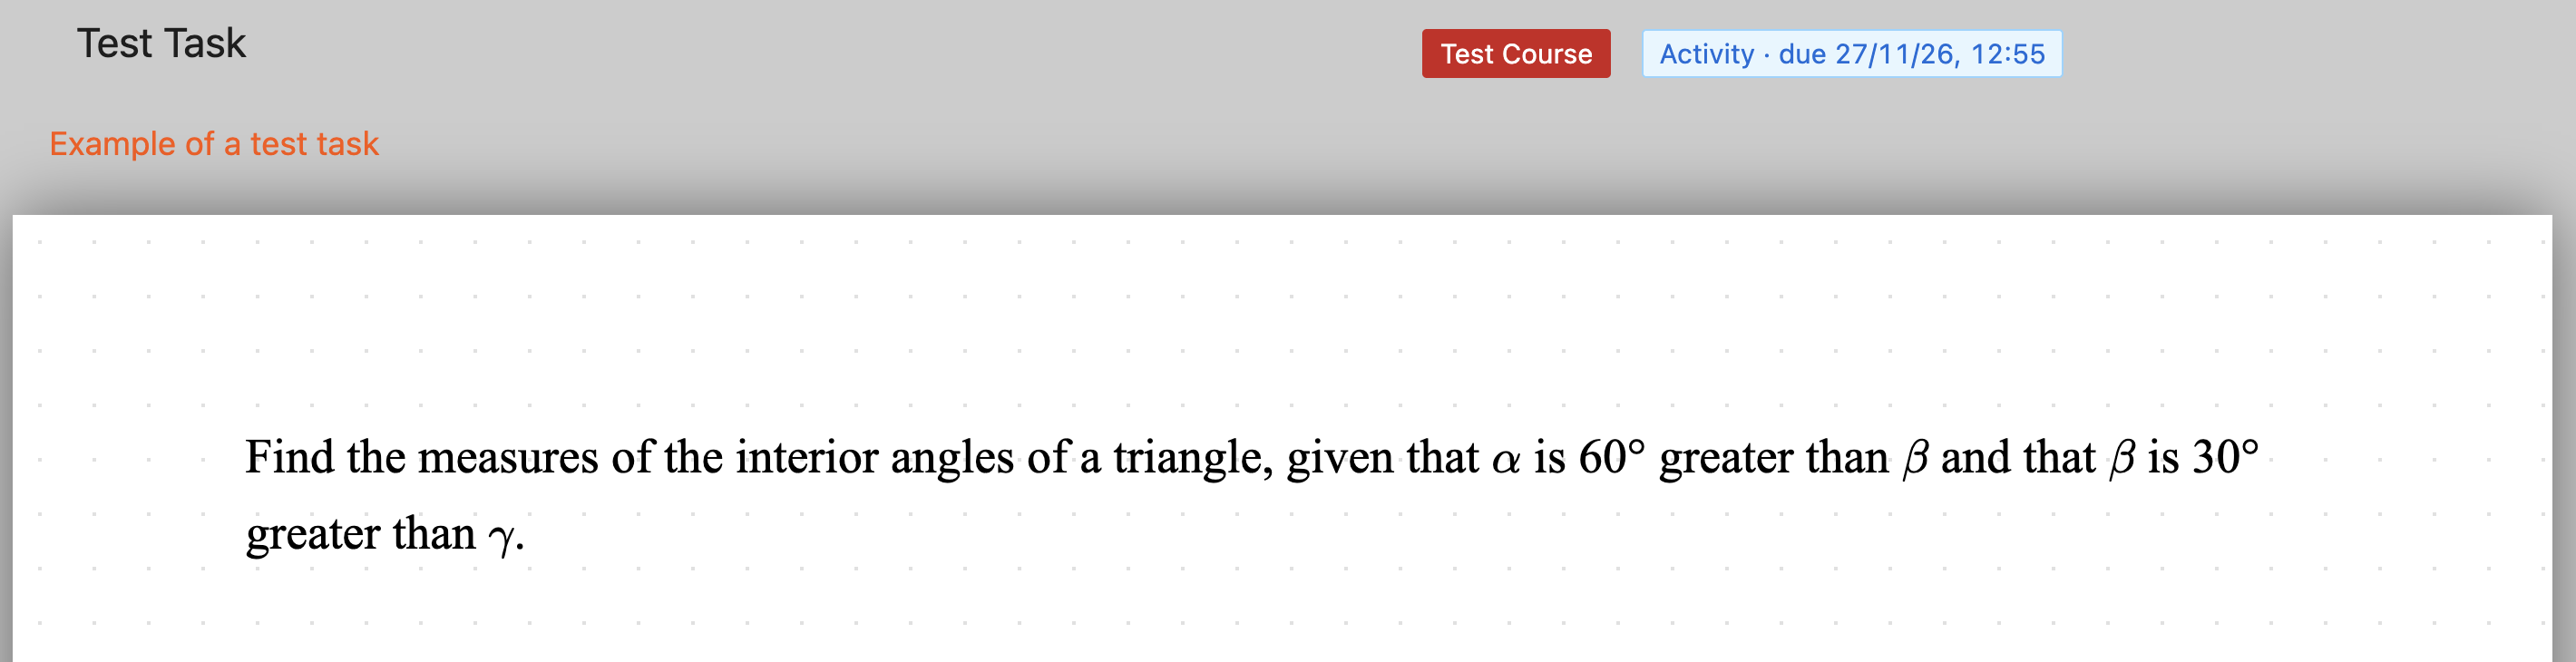 Test Task
Test Course
Activity · due 27/11/26, 12:55
Example of a test task
Find the measures of the interior angles of a triangle, given that α is 60° greater than β and that β is 30°
greater than γ.